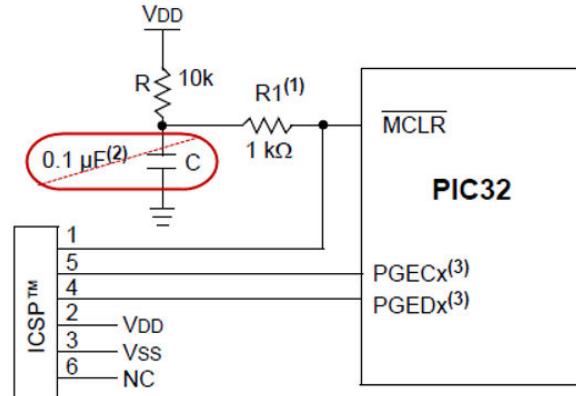 VDD
R 10k
R1(1)
1 kΩ
0.1 µF(2)
C
MCLR
PIC32
1
5 PGECx(3)
4 PGEDx(3)
2 VDD
3 VSS
6 NC
ICSP™